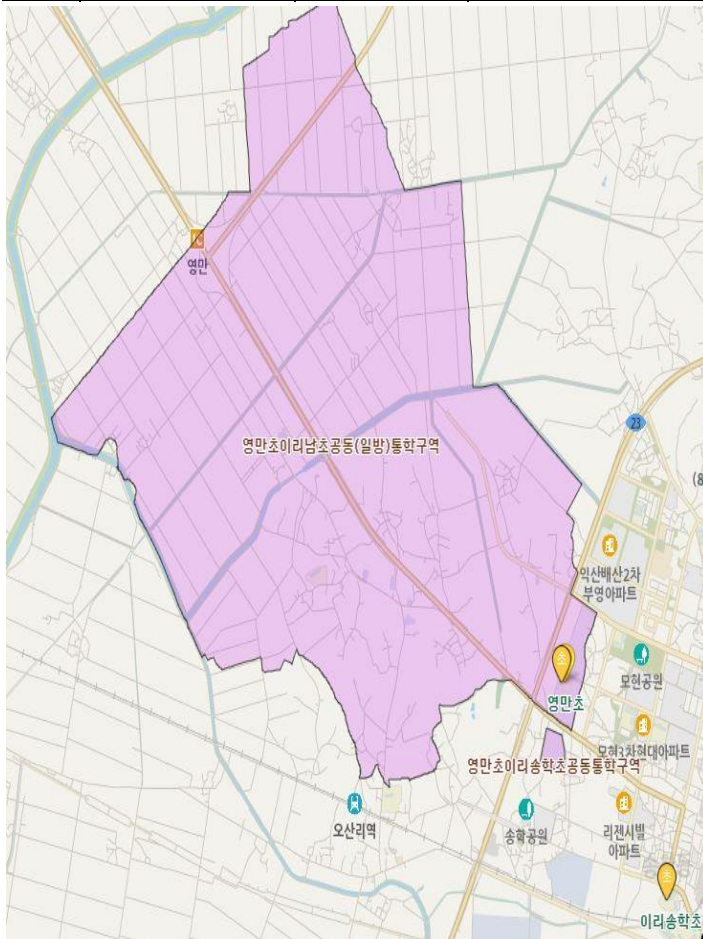 영만
영만초이리남초공동(일방)통학구역
23
(8
익산배산2차
부영아파트
모현공원
초
영만초
모현3차현대아파트
영만초이리송학초공동통학구역
오산리역
송학공원
리젠시빌
아파트
초
이리송학초